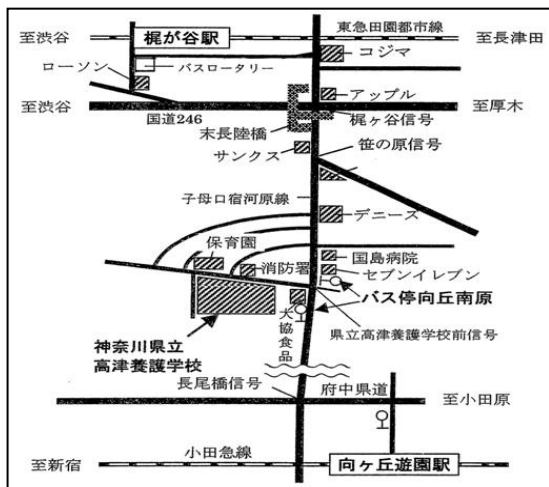 東急田園都市線
至渋谷
梶が谷駅
至長津田
コジマ
ローソン
バスロータリー
アップル
至渋谷
至厚木
国道246
梶ヶ谷信号
末長陸橋
笹の原信号
サンクス
子母口宿河原線
デニーズ
保育園
国島病院
消防署
セブンイレブン
バス停向丘南原
大協食品
県立高津養護学校前信号
神奈川県立
高津養護学校
長尾橋信号
府中県道
至小田原
小田急線
至新宿
向ヶ丘遊園駅